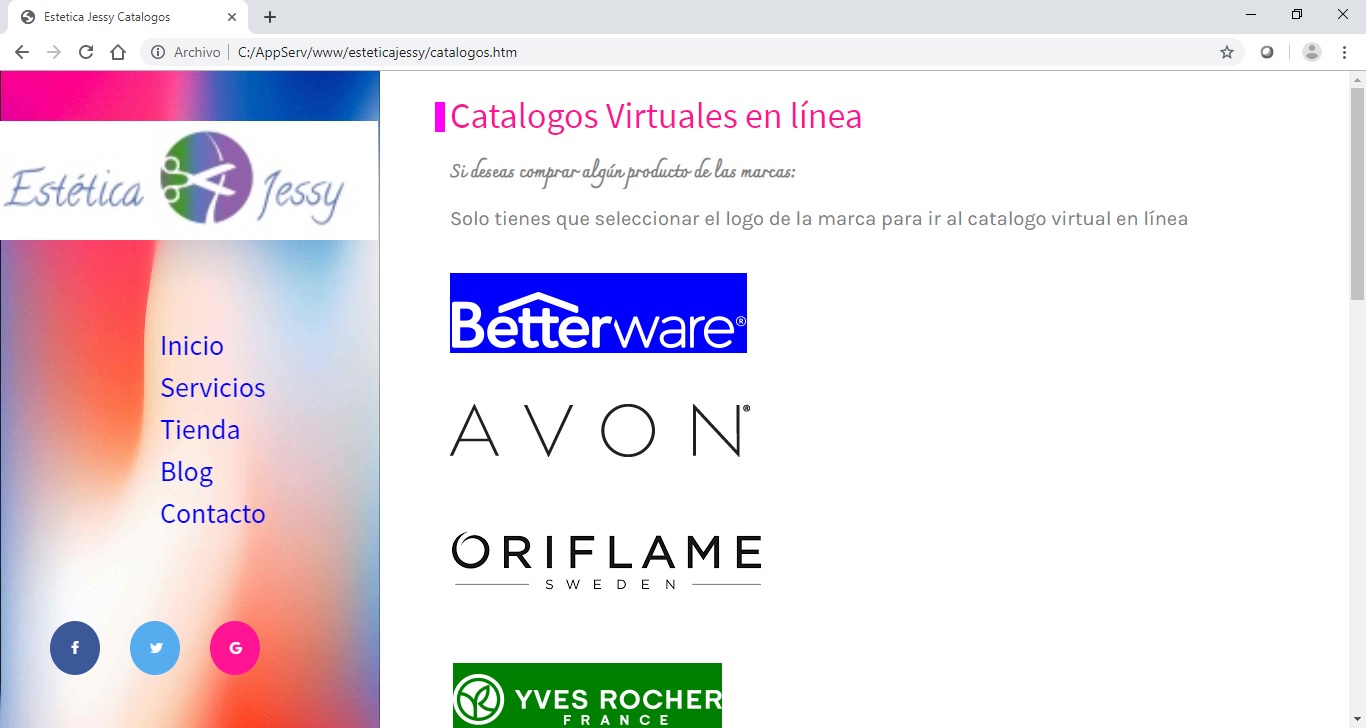 Estetica Jessy Catalogos
Archivo
C:/AppServ/www/esteticajessy/catalogos.htm
Estética Jessy
Inicio
Servicios
Tienda
Blog
Contacto
Catalogos Virtuales en línea
Si deseas comprar algún producto de las marcas:
Solo tienes que seleccionar el logo de la marca para ir al catalogo virtual en línea
Betterware®
AVON®
ORIFLAME
SWEDEN
YVES ROCHER
FRANCE